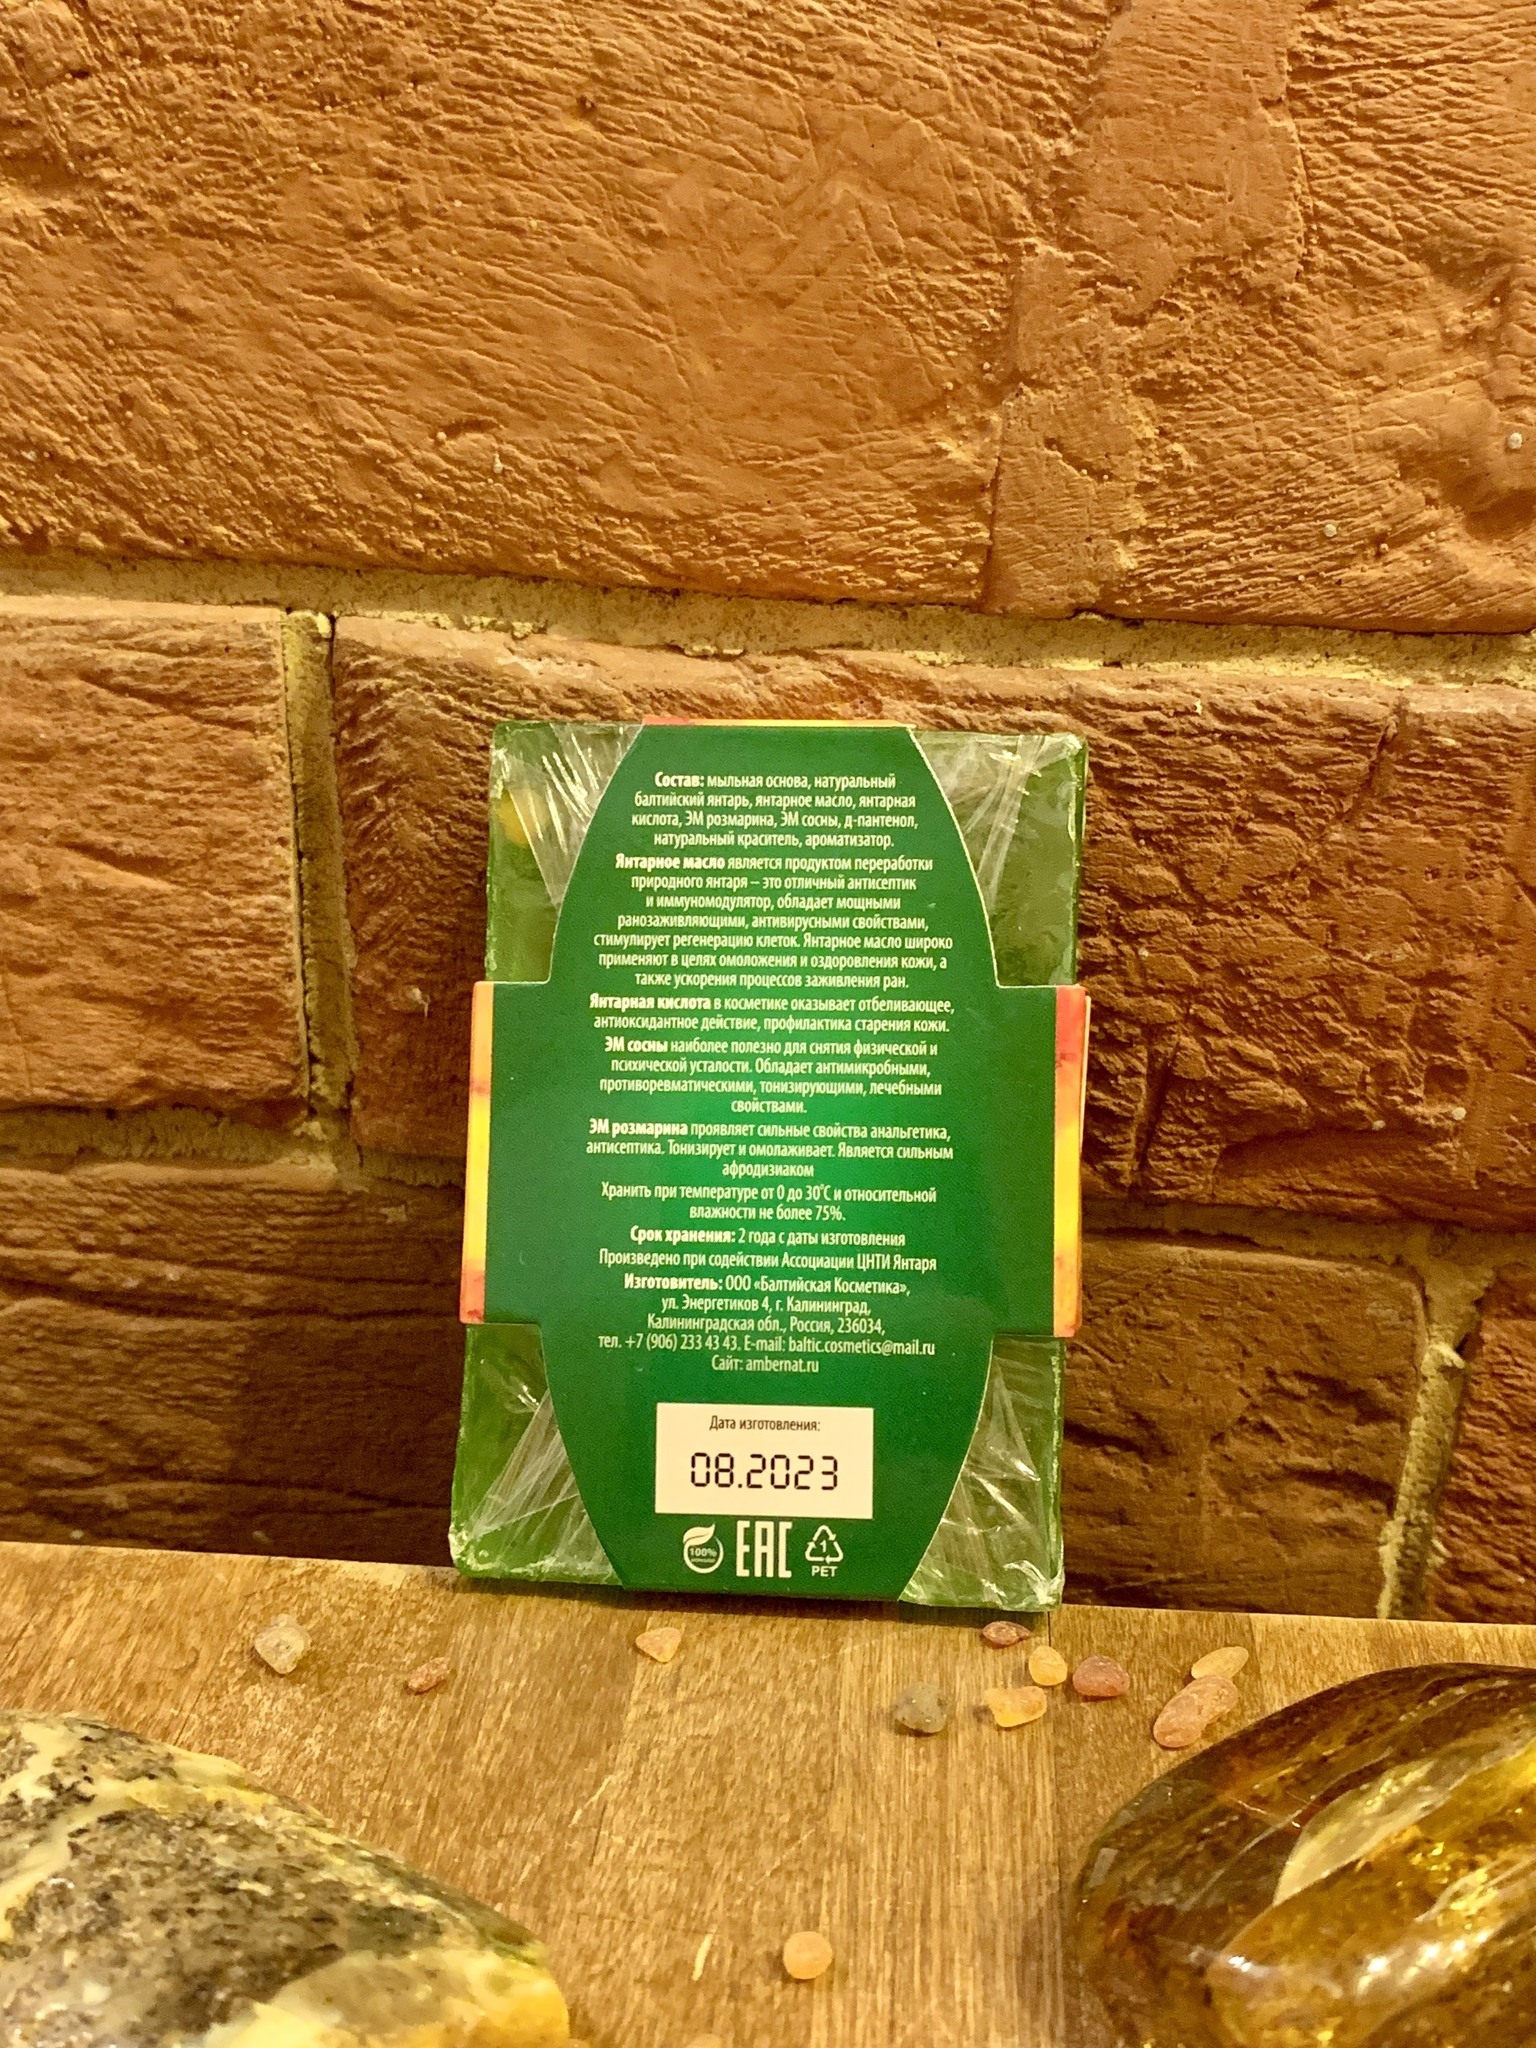 Состав: мыльная основа, натуральный
балтийский янтарь, янтарное масло, янтарная
кислота, ЭМ розмарина, ЭМ сосны, д-пантенол,
натуральный краситель, ароматизатор.
Янтарное масло является продуктом переработки
природного янтаря – это отличный антисептик
и иммуномодулятор, обладает мощными
ранозаживляющими, антивирусными свойствами,
стимулирует регенерацию клеток. Янтарное масло широко
применяют в целях омоложения и оздоровления кожи, а
также ускорения процессов заживления ран.
Янтарная кислота в косметике оказывает отбеливающее,
антиоксидантное действие, профилактика старения кожи.
ЭМ сосны наиболее полезно для снятия физической и
психической усталости. Обладает антимикробными,
противоревматическими, тонизирующими, лечебными
свойствами.
ЭМ розмарина проявляет сильные свойства анальгетика,
антисептика. Тонизирует и омолаживает. Является сильным
афродизиаком
Хранить при температуре от 0 до 30°С и относительной
влажности не более 75%.
Срок хранения: 2 года с даты изготовления
Произведено при содействии Ассоциации ЦНТИ Янтаря
Изготовитель: ООО «Балтийская Косметика»,
ул. Энергетиков 4, г. Калининград,
Калининградская обл., Россия, 236034,
тел. +7 (906) 233 43 43. E-mail: baltic.cosmetics@mail.ru
Сайт: ambernat.ru
Дата изготовления:
08.2023
100%
EAC
1
PET